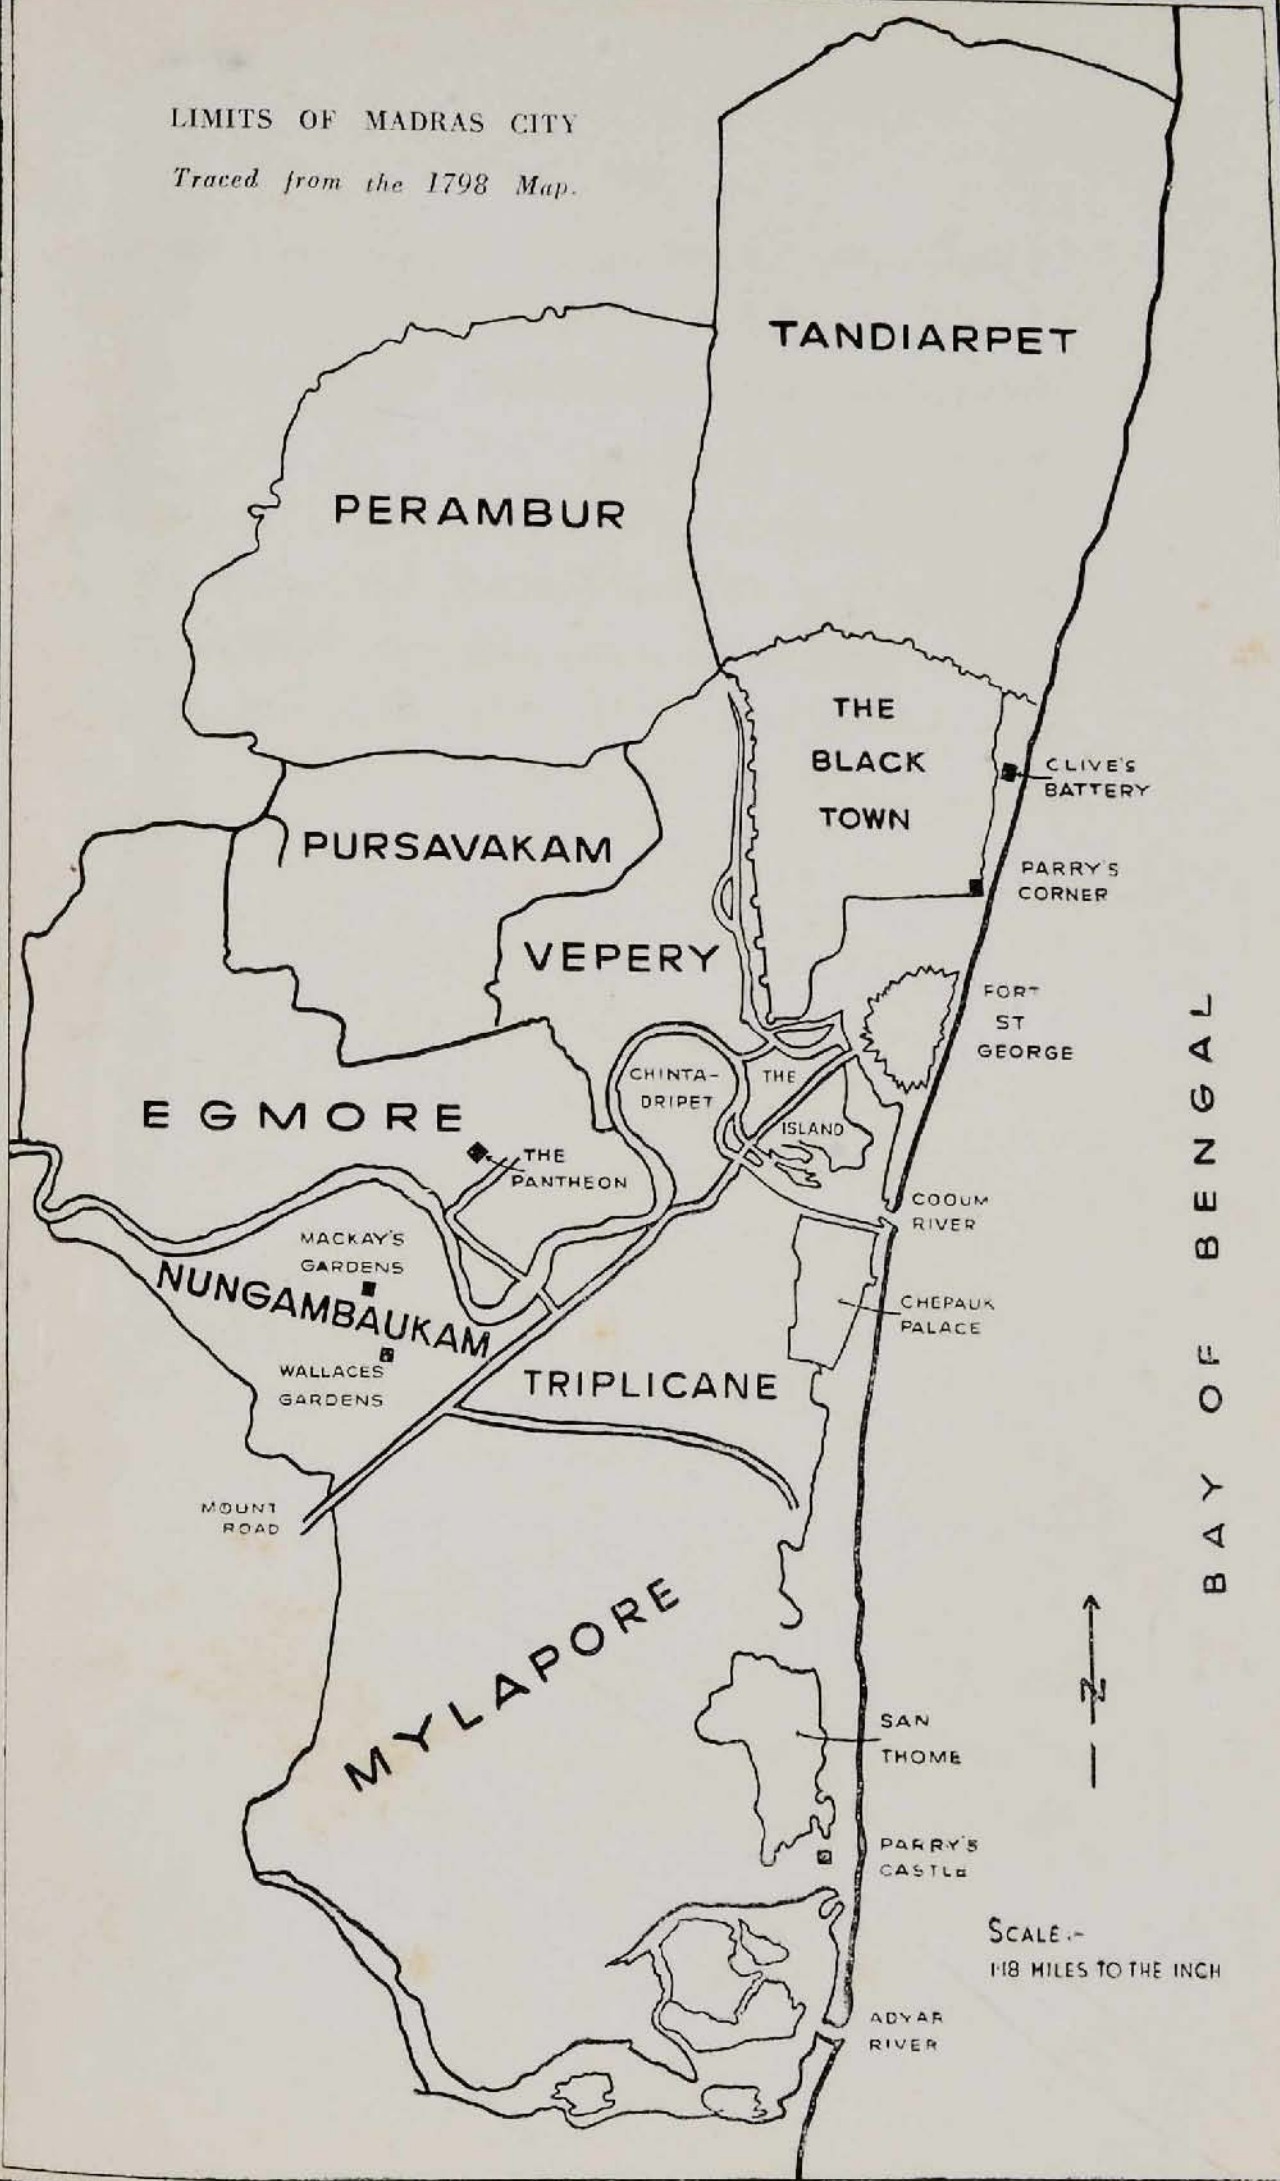 LIMITS OF MADRAS CITY
Traced from the 1798 Map.
TANDIARPET
PERAMBUR
THE
BLACK
TOWN
CLIVE'S
BATTERY
PURSAVAKAM
PARRY'S
CORNER
VEPERY
FORT
ST
GEORGE
CHINTA-
DRIPET
THE
ISLAND
EGMORE
THE
PANTHEON
COOUM
RIVER
MACKAY'S
GARDENS
NUNGAMBAUKAM
WALLACES
GARDENS
CHEPAUK
PALACE
TRIPLICANE
BAY OF BENGAL
MOUNT
ROAD
MYLAPORE
N
SAN
THOME
PARRY'S
CASTLE
SCALE:-
1·18 MILES TO THE INCH
ADYAR
RIVER